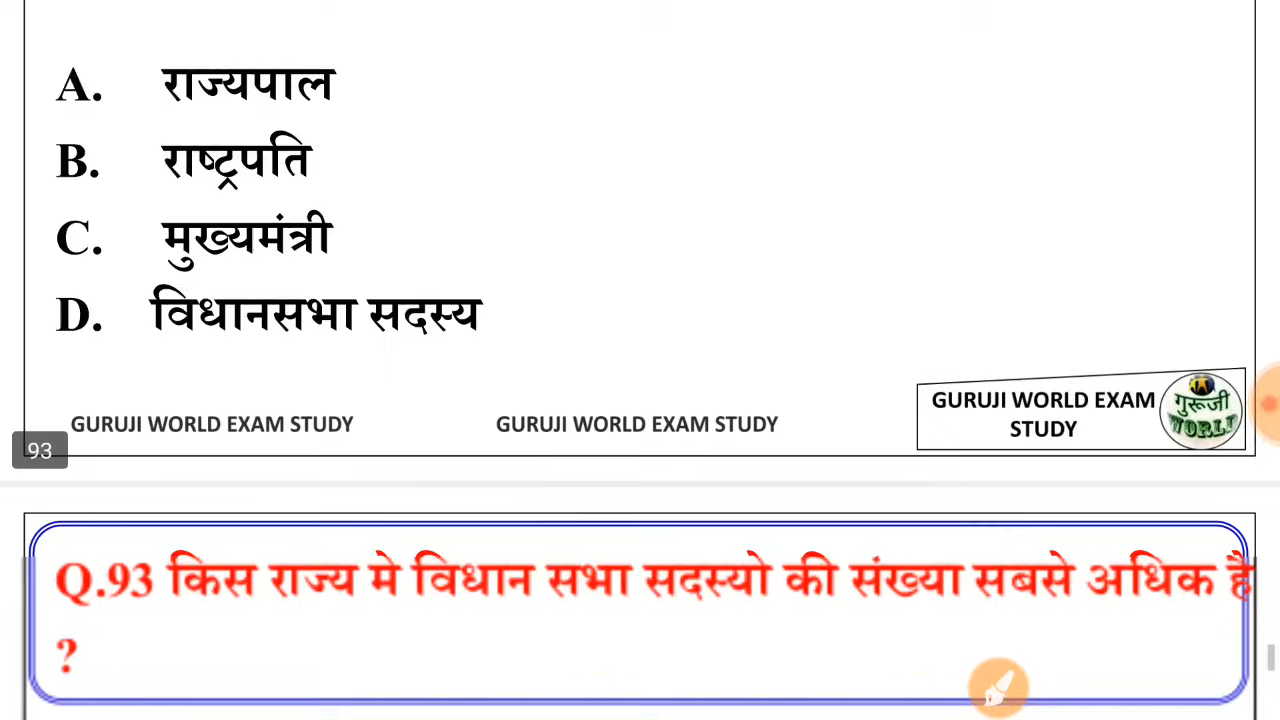 A. राज्यपाल
B. राष्ट्रपति
C. मुख्यमंत्री
D. विधानसभा सदस्य
GURUJI WORLD EXAM STUDY GURUJI WORLD EXAM STUDY
GURUJI WORLD EXAM
STUDY
गुरूजी
WORLD
93
Q.93 किस राज्य मे विधान सभा सदस्यो की संख्या सबसे अधिक है
?